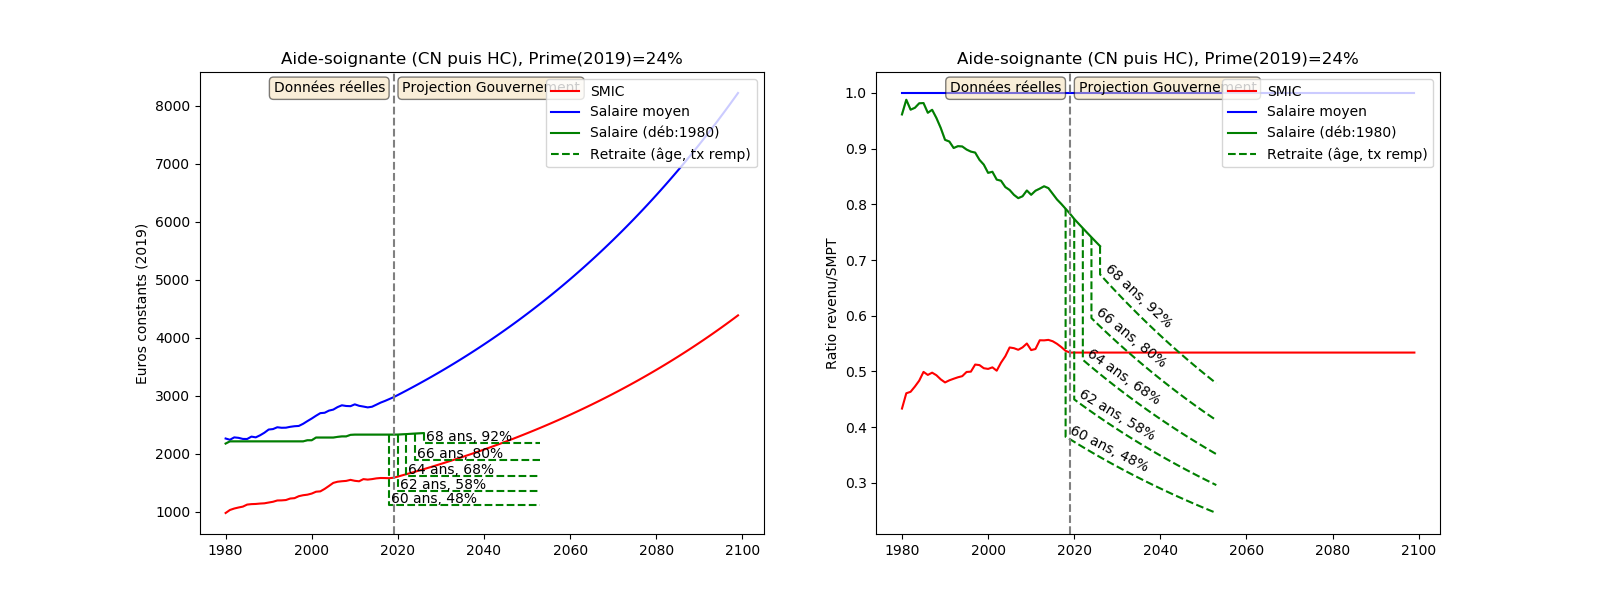 Aide-soignante (CN puis HC), Prime(2019)=24%
Données réelles
Projection Gouvernement
SMIC
Salaire moyen
Salaire (déb:1980)
Retraite (âge, tx remp)
Euros constants (2019)
8000
7000
6000
5000
4000
3000
2000
1000
68 ans, 92%
66 ans, 80%
64 ans, 68%
62 ans, 58%
60 ans, 48%
1980 2000 2020 2040 2060 2080 2100
Aide-soignante (CN puis HC), Prime(2019)=24%
Données réelles
Projection Gouvernement
SMIC
Salaire moyen
Salaire (déb:1980)
Retraite (âge, tx remp)
Ratio revenu/SMPT
1.0
0.9
0.8
0.7
0.6
0.5
0.4
0.3
68 ans, 92%
66 ans, 80%
64 ans, 68%
62 ans, 58%
60 ans, 48%
1980 2000 2020 2040 2060 2080 2100